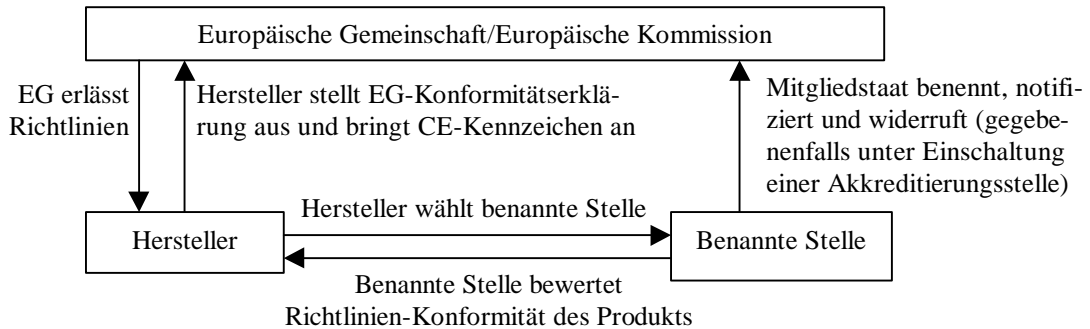 Europäische Gemeinschaft/Europäische Kommission
EG erlässt
Richtlinien
Hersteller stellt EG-Konformitätserklä-
rung aus und bringt CE-Kennzeichen an
Mitgliedstaat benennt, notifi-
ziert und widerruft (gegebe-
nenfalls unter Einschaltung
einer Akkreditierungsstelle)
Hersteller
Hersteller wählt benannte Stelle
Benannte Stelle
Benannte Stelle bewertet
Richtlinien-Konformität des Produkts